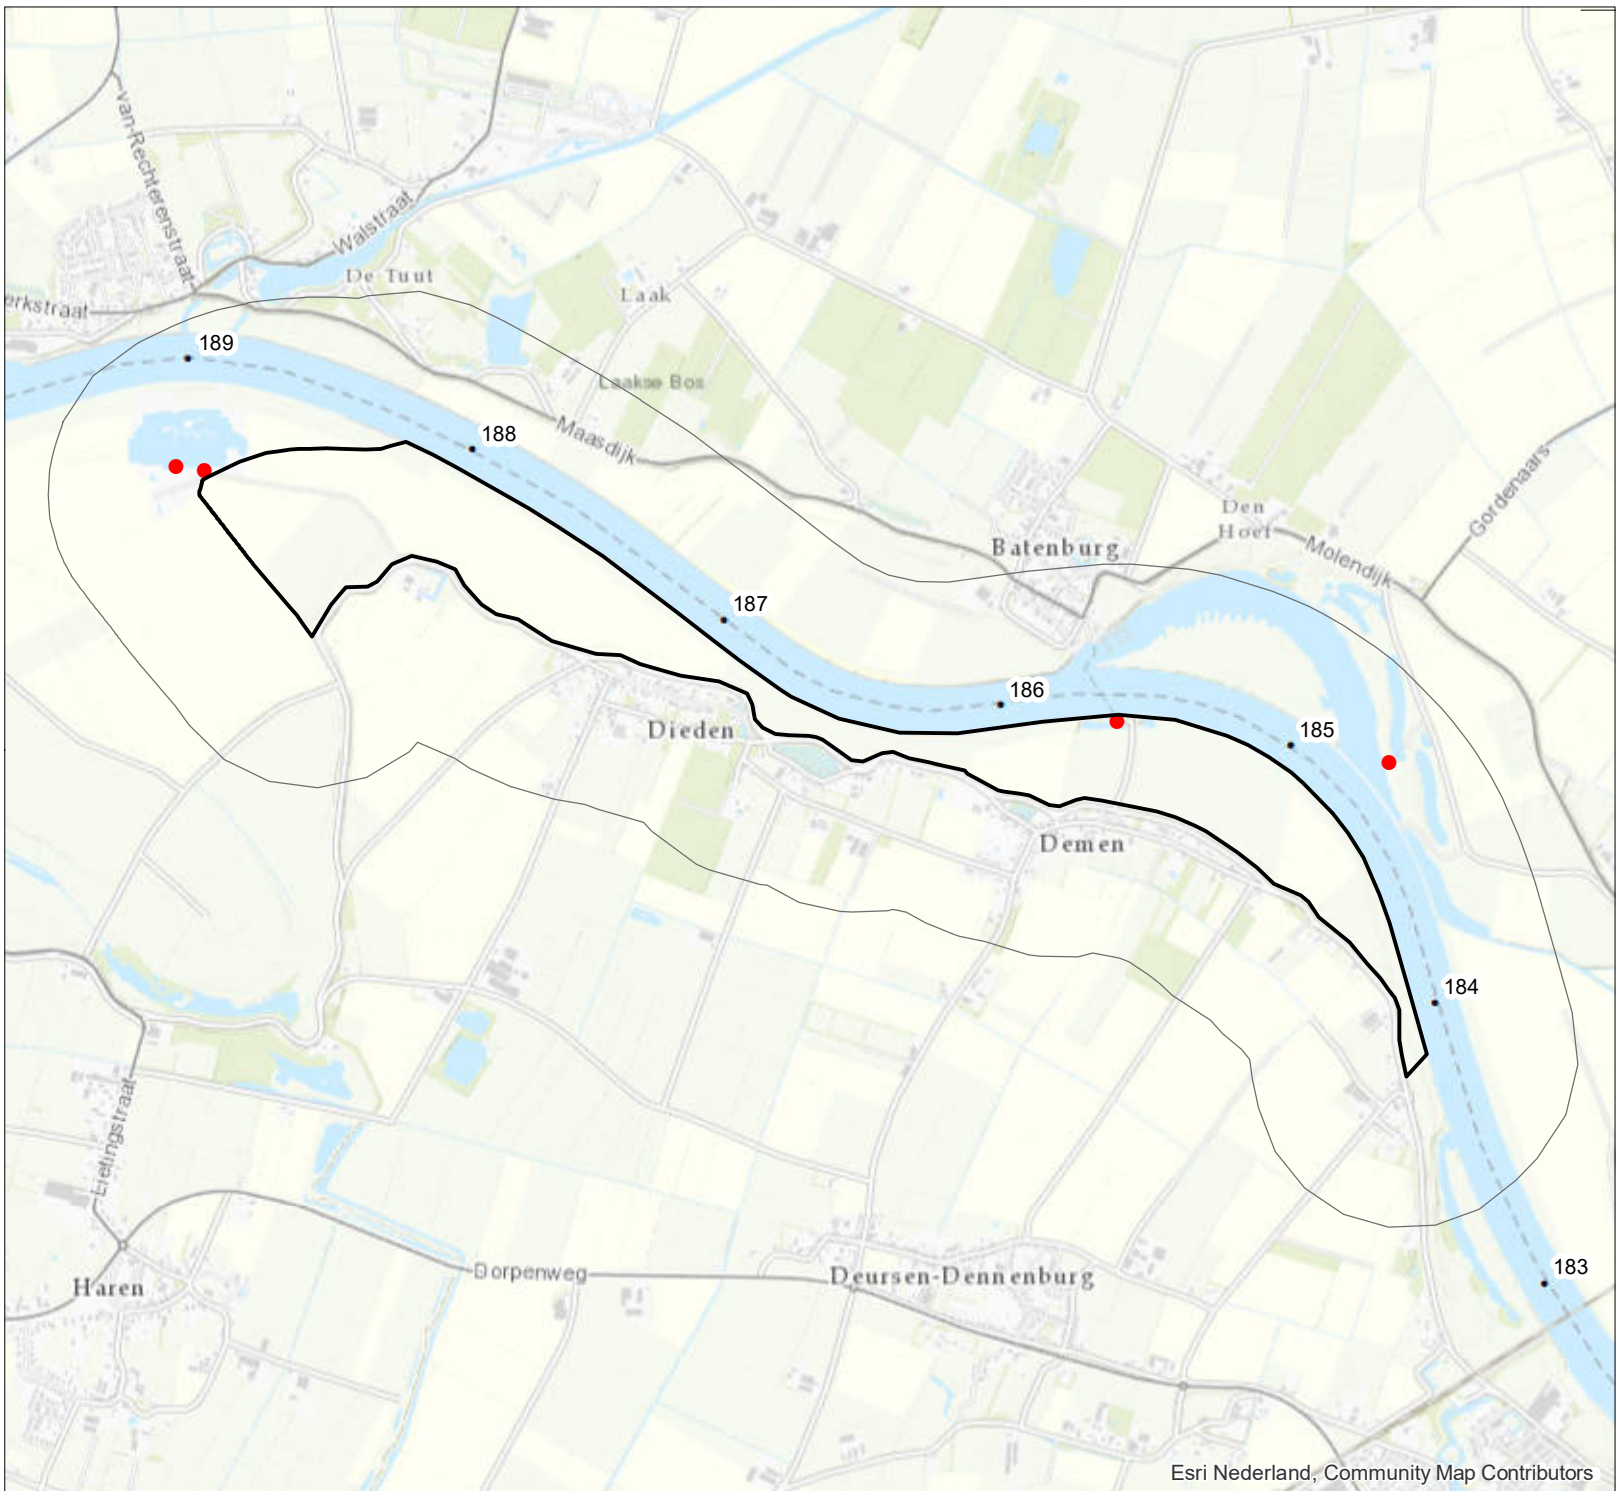 van-Rechterenstraat
Walstraat
De Tuut
Laak
erkstraat
189
Laakse Bos
188
Maasdijk
Gordenaars
Den
Hoef
Molendijk
Batenburg
187
186
185
Dieden
Demen
184
Lietingstraat
183
Dorpenweg
Deursen-Dennenburg
Haren
Esri Nederland, Community Map Contributors